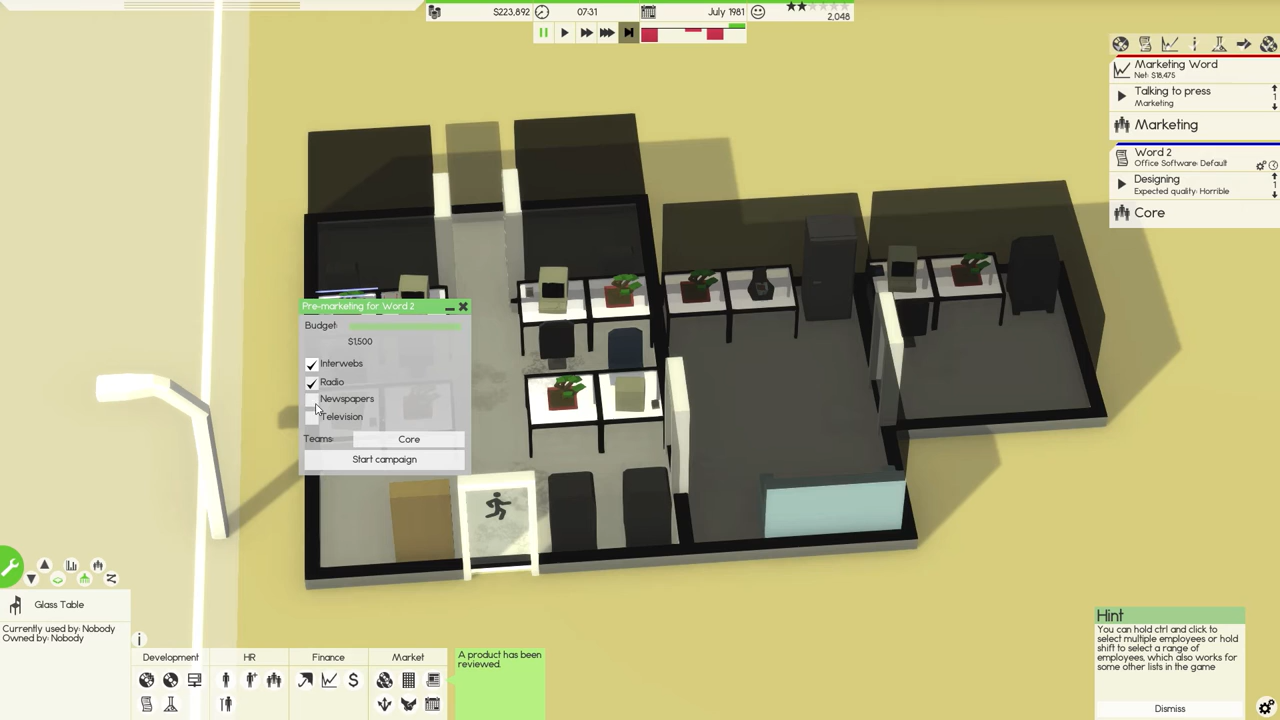 $223,892
07:31
July 1981
2,048
Marketing Word
Net: $18,475
Talking to press
Marketing
1
Marketing
Word 2
Office Software: Default
Designing
Expected quality: Horrible
1
Core
Pre-marketing for Word 2
Budget:
$1,500
Interwebs
Radio
Newspapers
Television
Teams:
Core
Start campaign
Glass Table
Currently used by: Nobody
Owned by: Nobody
Development
HR
Finance
Market
A product has been
reviewed.
Hint
You can hold ctrl and click to
select multiple employees or hold
shift to select a range of
employees, which also works for
some other lists in the game
Dismiss